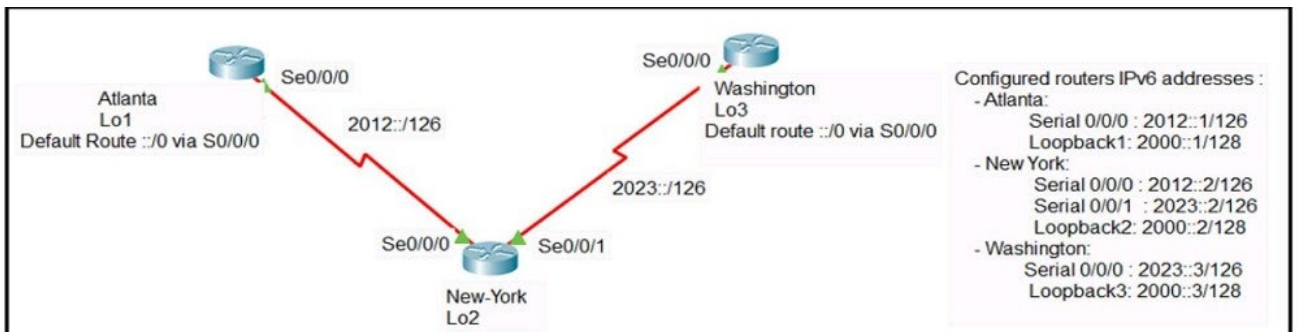 Se0/0/0
Atlanta
Lo1
Default Route ::/0 via S0/0/0
2012::/126
Se0/0/0
Washington
Lo3
Default route ::/0 via S0/0/0
2023::/126
Se0/0/0
Se0/0/1
New-York
Lo2
Configured routers IPv6 addresses :
- Atlanta:
Serial 0/0/0 : 2012::1/126
Loopback1: 2000::1/128
- New York:
Serial 0/0/0 : 2012::2/126
Serial 0/0/1 : 2023::2/126
Loopback2: 2000::2/128
- Washington:
Serial 0/0/0 : 2023::3/126
Loopback3: 2000::3/128